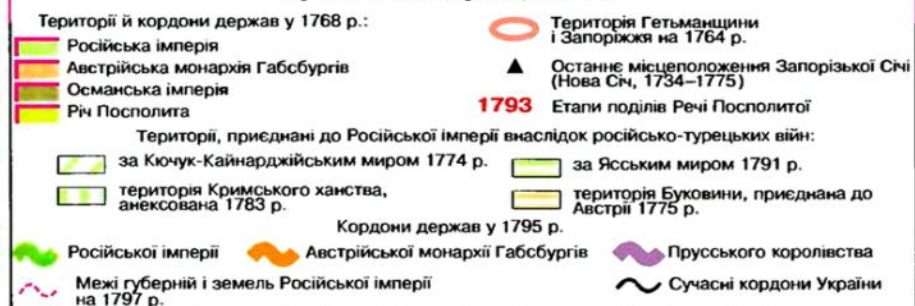 Території й кордони держав у 1768 р.:
Російська імперія
Австрійська монархія Габсбургів
Османська імперія
Річ Посполита
Територія Гетьманщини
і Запоріжжя на 1764 р.
Останнє місцеположення Запорізької Січі
(Нова Січ, 1734–1775)
1793 Етапи поділів Речі Посполитої
Території, приєднані до Російської імперії внаслідок російсько-турецьких війн:
за Кючук-Кайнарджійським миром 1774 р.
за Ясським миром 1791 р.
територія Кримського ханства,
анексована 1783 р.
територія Буковини, приєднана до
Австрії 1775 р.
Кордони держав у 1795 р.
Російської імперії
Австрійської монархії Габсбургів
Прусського королівства
Межі губерній і земель Російської імперії
на 1797 р.
Сучасні кордони України